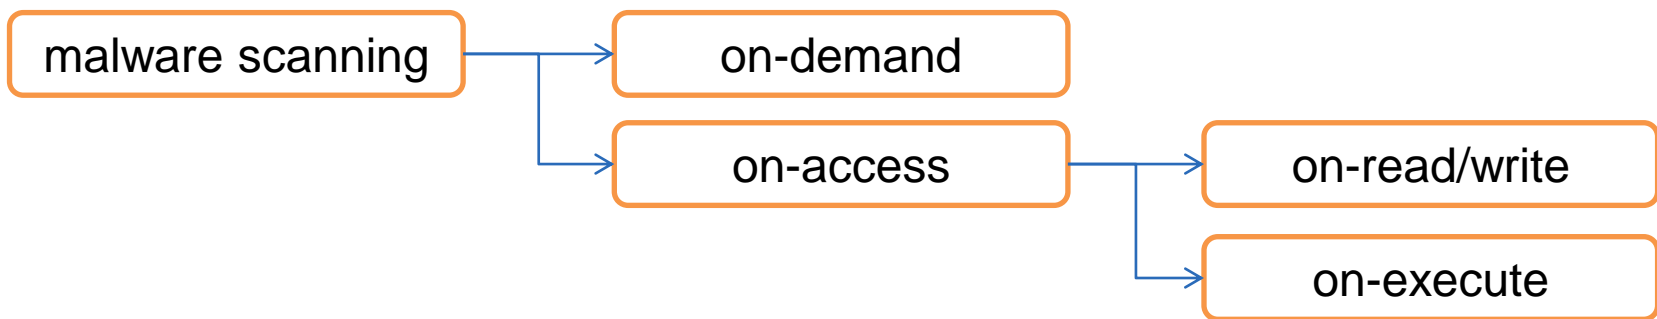 malware scanning
on-demand
on-access
on-read/write
on-execute